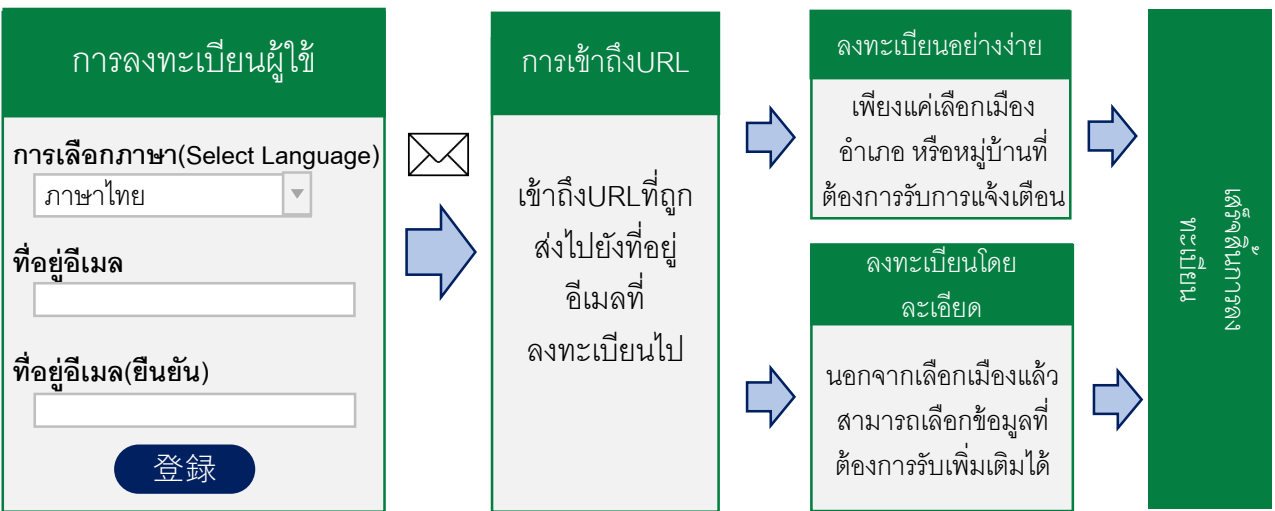 การลงทะเบียนผู้ใช้
การเลือกภาษา(Select Language)
ภาษาไทย
ที่อยู่อีเมล
ที่อยู่อีเมล(ยืนยัน)
登録
การเข้าถึงURL
เข้าถึงURLที่ถูก
ส่งไปยังที่อยู่
อีเมลที่
ลงทะเบียนไป
ลงทะเบียนอย่างง่าย
เพียงแค่เลือกเมือง
อำเภอ หรือหมู่บ้านที่
ต้องการรับการแจ้งเตือน
ลงทะเบียนโดย
ละเอียด
นอกจากเลือกเมืองแล้ว
สามารถเลือกข้อมูลที่
ต้องการรับเพิ่มเติมได้
เสร็จสิ้นการลง
ทะเบียน